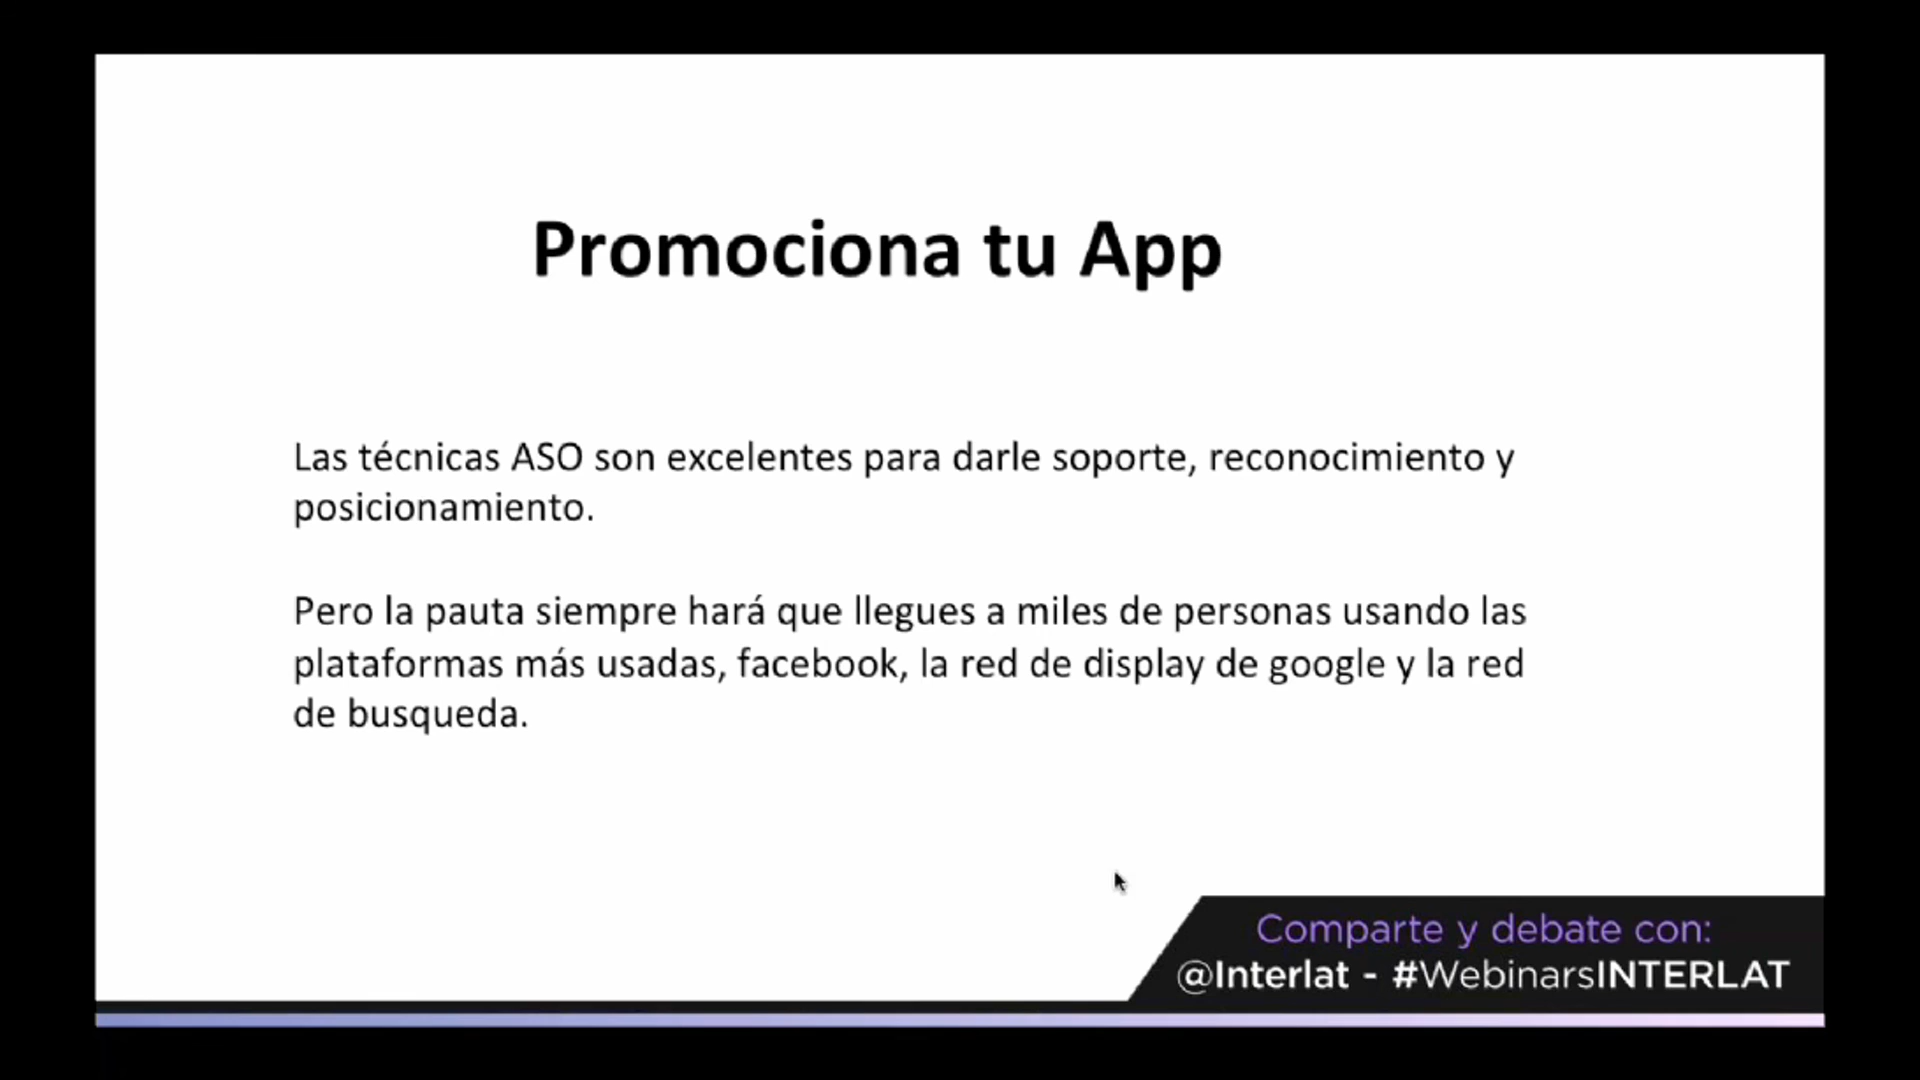 Promociona tu App
Las técnicas ASO son excelentes para darle soporte, reconocimiento y
posicionamiento.
Pero la pauta siempre hará que llegues a miles de personas usando las
plataformas más usadas, facebook, la red de display de google y la red
de busqueda.
Comparte y debate con:
@Interlat - #WebinarsINTERLAT